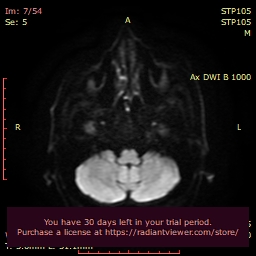 Im: 7/54
Se: 5
STP105
STP105
M
A
Ax DWI B 1000
R
L
You have 30 days left in your trial period.
Purchase a license at https://radiantviewer.com/store/